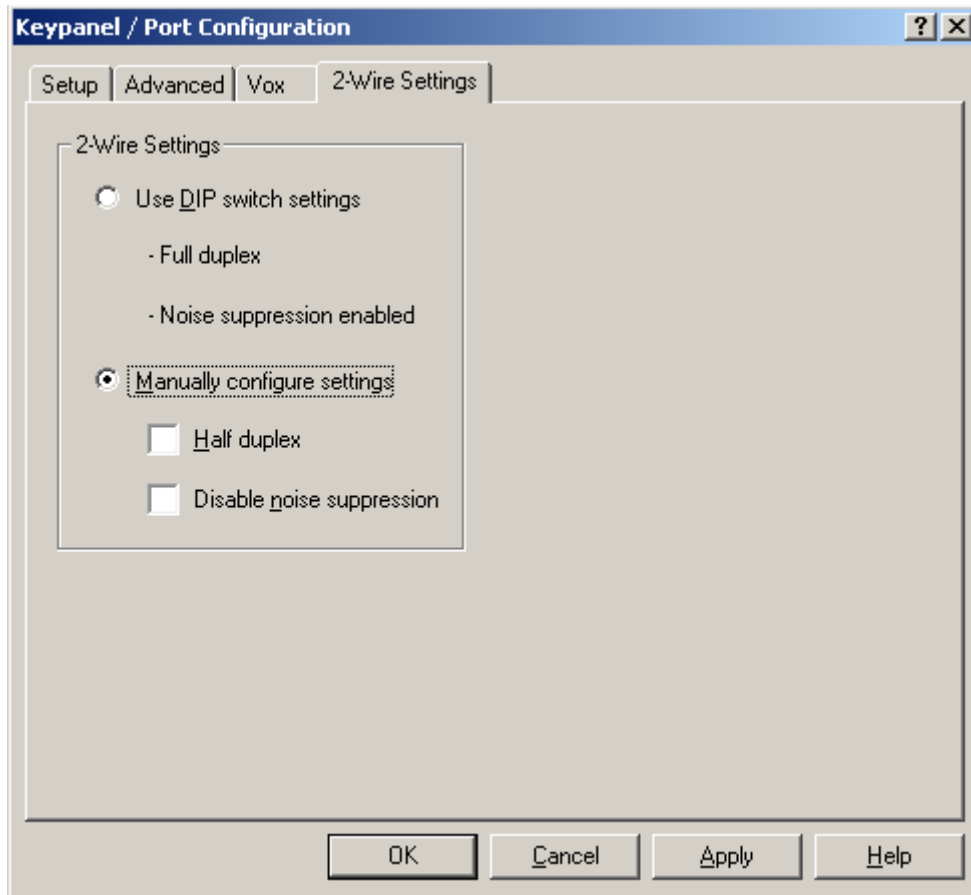 Keypanel / Port Configuration
Setup Advanced Vox 2-Wire Settings
2-Wire Settings
Use DIP switch settings
- Full duplex
- Noise suppression enabled
Manually configure settings
Half duplex
Disable noise suppression
OK Cancel Apply Help